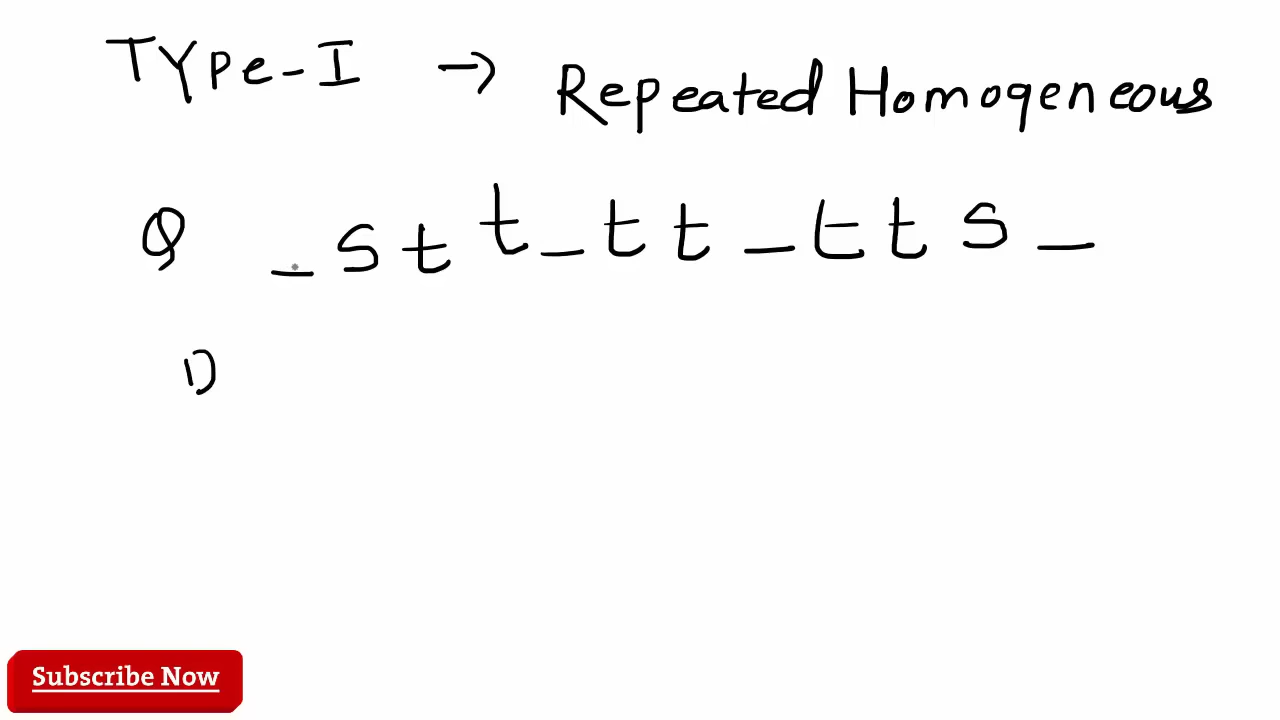 Type-I → Repeated Homogeneous
Q _ s t t _ t t _ t t s _
1)
Subscribe Now